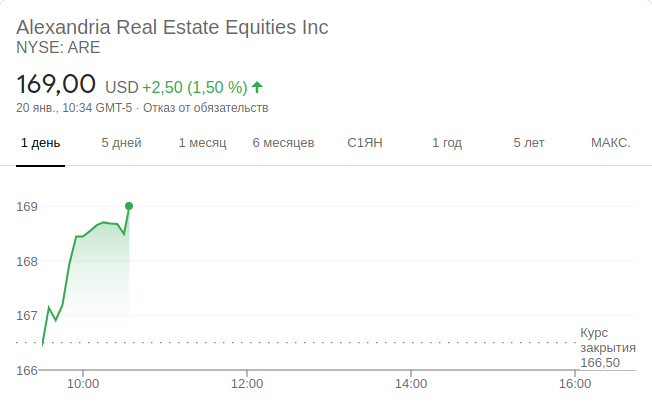 Alexandria Real Estate Equities Inc
NYSE: ARE
169,00 USD +2,50 (1,50 %)
20 янв., 10:34 GMT-5 · Отказ от обязательств
1 день 5 дней 1 месяц 6 месяцев С1ЯН 1 год 5 лет МАКС.
169
168
167
166
Курс
закрытия
166,50
10:00 12:00 14:00 16:00